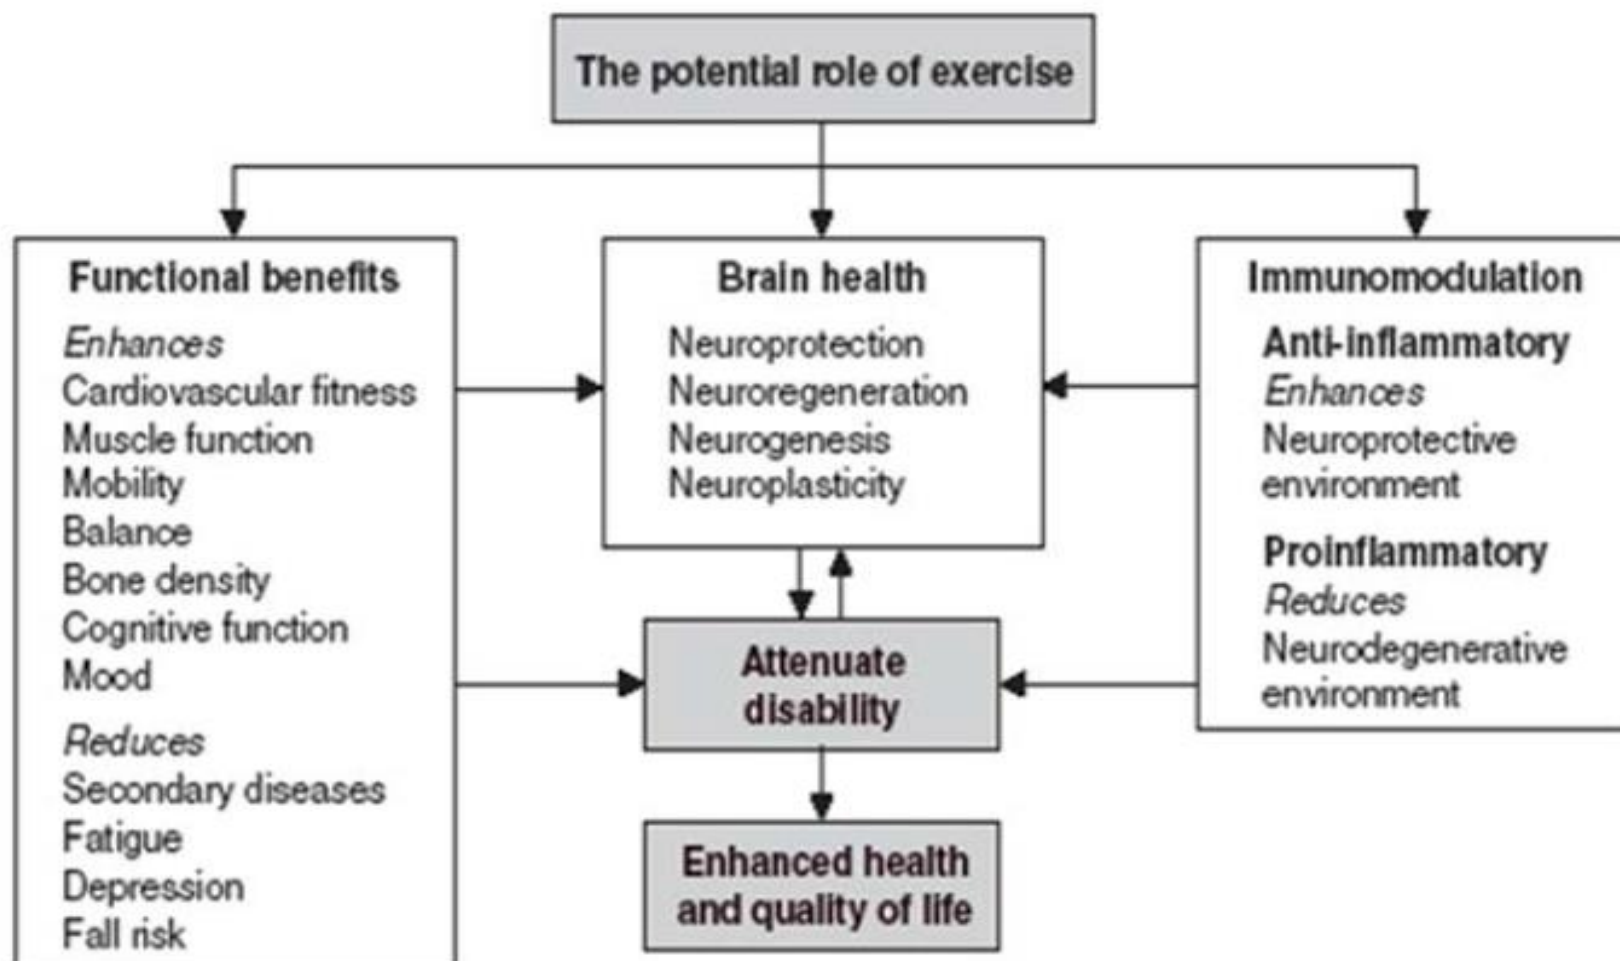 The potential role of exercise
Functional benefits
Enhances
Cardiovascular fitness
Muscle function
Mobility
Balance
Bone density
Cognitive function
Mood
Reduces
Secondary diseases
Fatigue
Depression
Fall risk
Brain health
Neuroprotection
Neuroregeneration
Neurogenesis
Neuroplasticity
Immunomodulation
Anti-inflammatory
Enhances
Neuroprotective
environment
Proinflammatory
Reduces
Neurodegenerative
environment
Attenuate
disability
Enhanced health
and quality of life